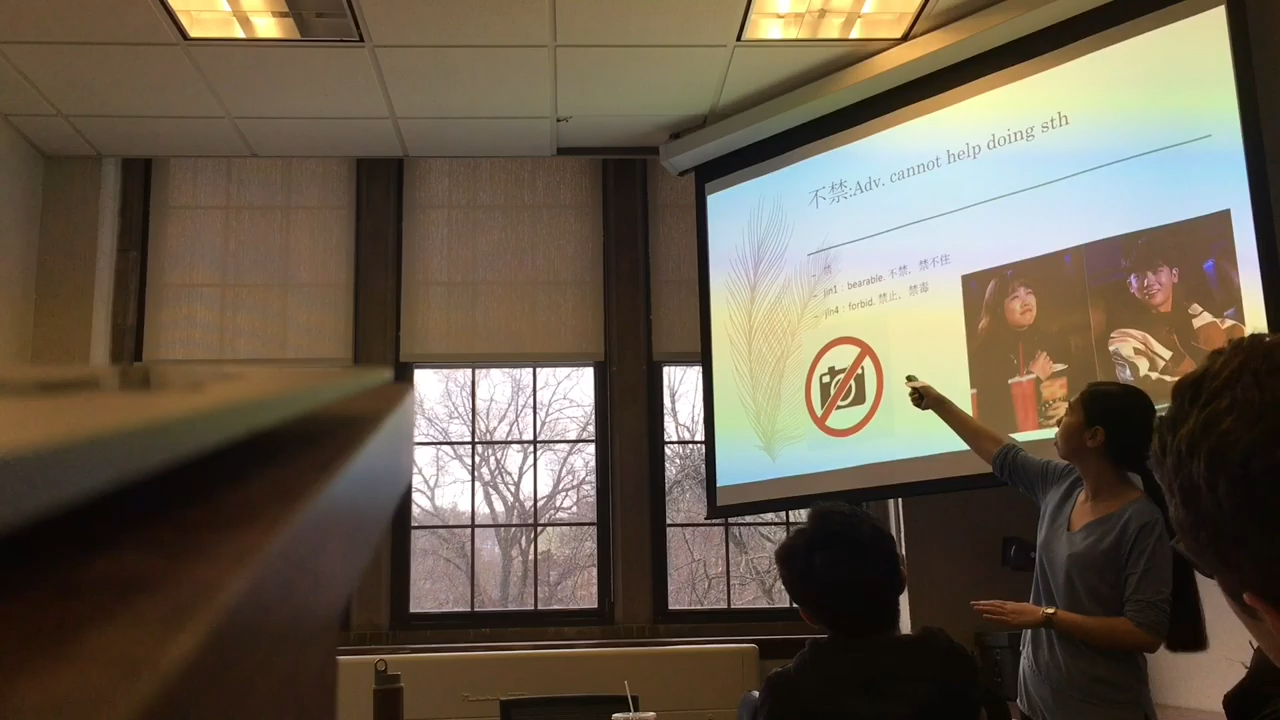 不禁:Adv. cannot help doing sth
- 禁
- jin1：bearable. 不禁、禁不住
- jin4：forbid. 禁止、禁毒